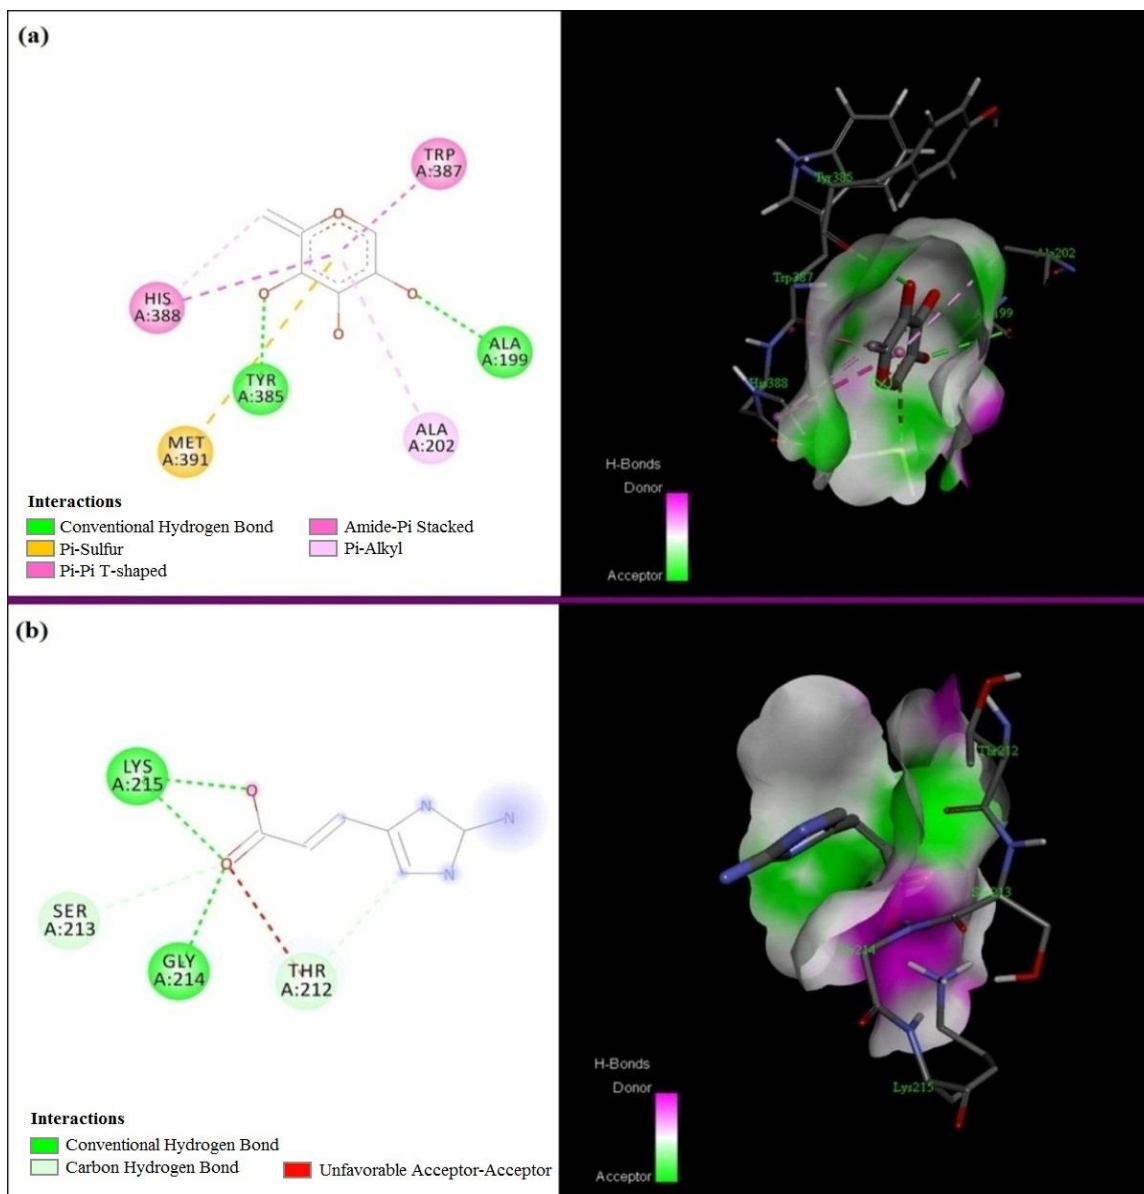 (a)
TRP
A:387
O
HIS
A:388
O
O
O
ALA
A:199
TYR
A:385
ALA
A:202
MET
A:391
Interactions
Conventional Hydrogen Bond
Amide-Pi Stacked
Pi-Sulfur
Pi-Alkyl
Pi-Pi T-shaped
Tyr385
Ala202
Trp387
His388
H-Bonds
Donor
Acceptor
(b)
LYS
A:215
O
N
N
O
N
SER
A:213
GLY
A:214
THR
A:212
Interactions
Conventional Hydrogen Bond
Carbon Hydrogen Bond
Unfavorable Acceptor-Acceptor
Thr212
Lys215
H-Bonds
Donor
Acceptor